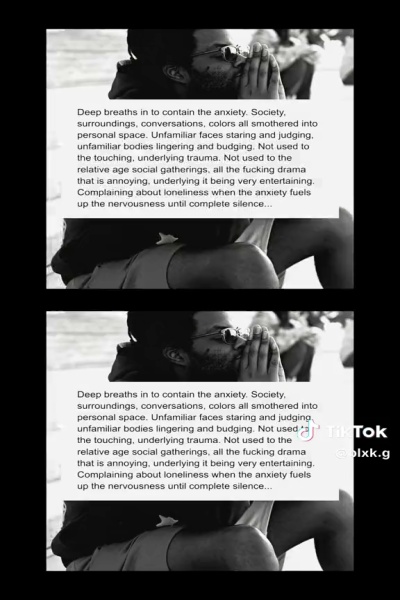 Deep breaths in to contain the anxiety. Society,
surroundings, conversations, colors all smothered into
personal space. Unfamiliar faces staring and judging,
unfamiliar bodies lingering and budging. Not used to
the touching, underlying trauma. Not used to the
relative age social gatherings, all the fucking drama
that is annoying, underlying it being very entertaining.
Complaining about loneliness when the anxiety fuels
up the nervousness until complete silence...
Deep breaths in to contain the anxiety. Society,
surroundings, conversations, colors all smothered into
personal space. Unfamiliar faces staring and judging,
unfamiliar bodies lingering and budging. Not used to
the touching, underlying trauma. Not used to the
relative age social gatherings, all the fucking drama
that is annoying, underlying it being very entertaining.
Complaining about loneliness when the anxiety fuels
up the nervousness until complete silence...
TikTok
@blxk.g